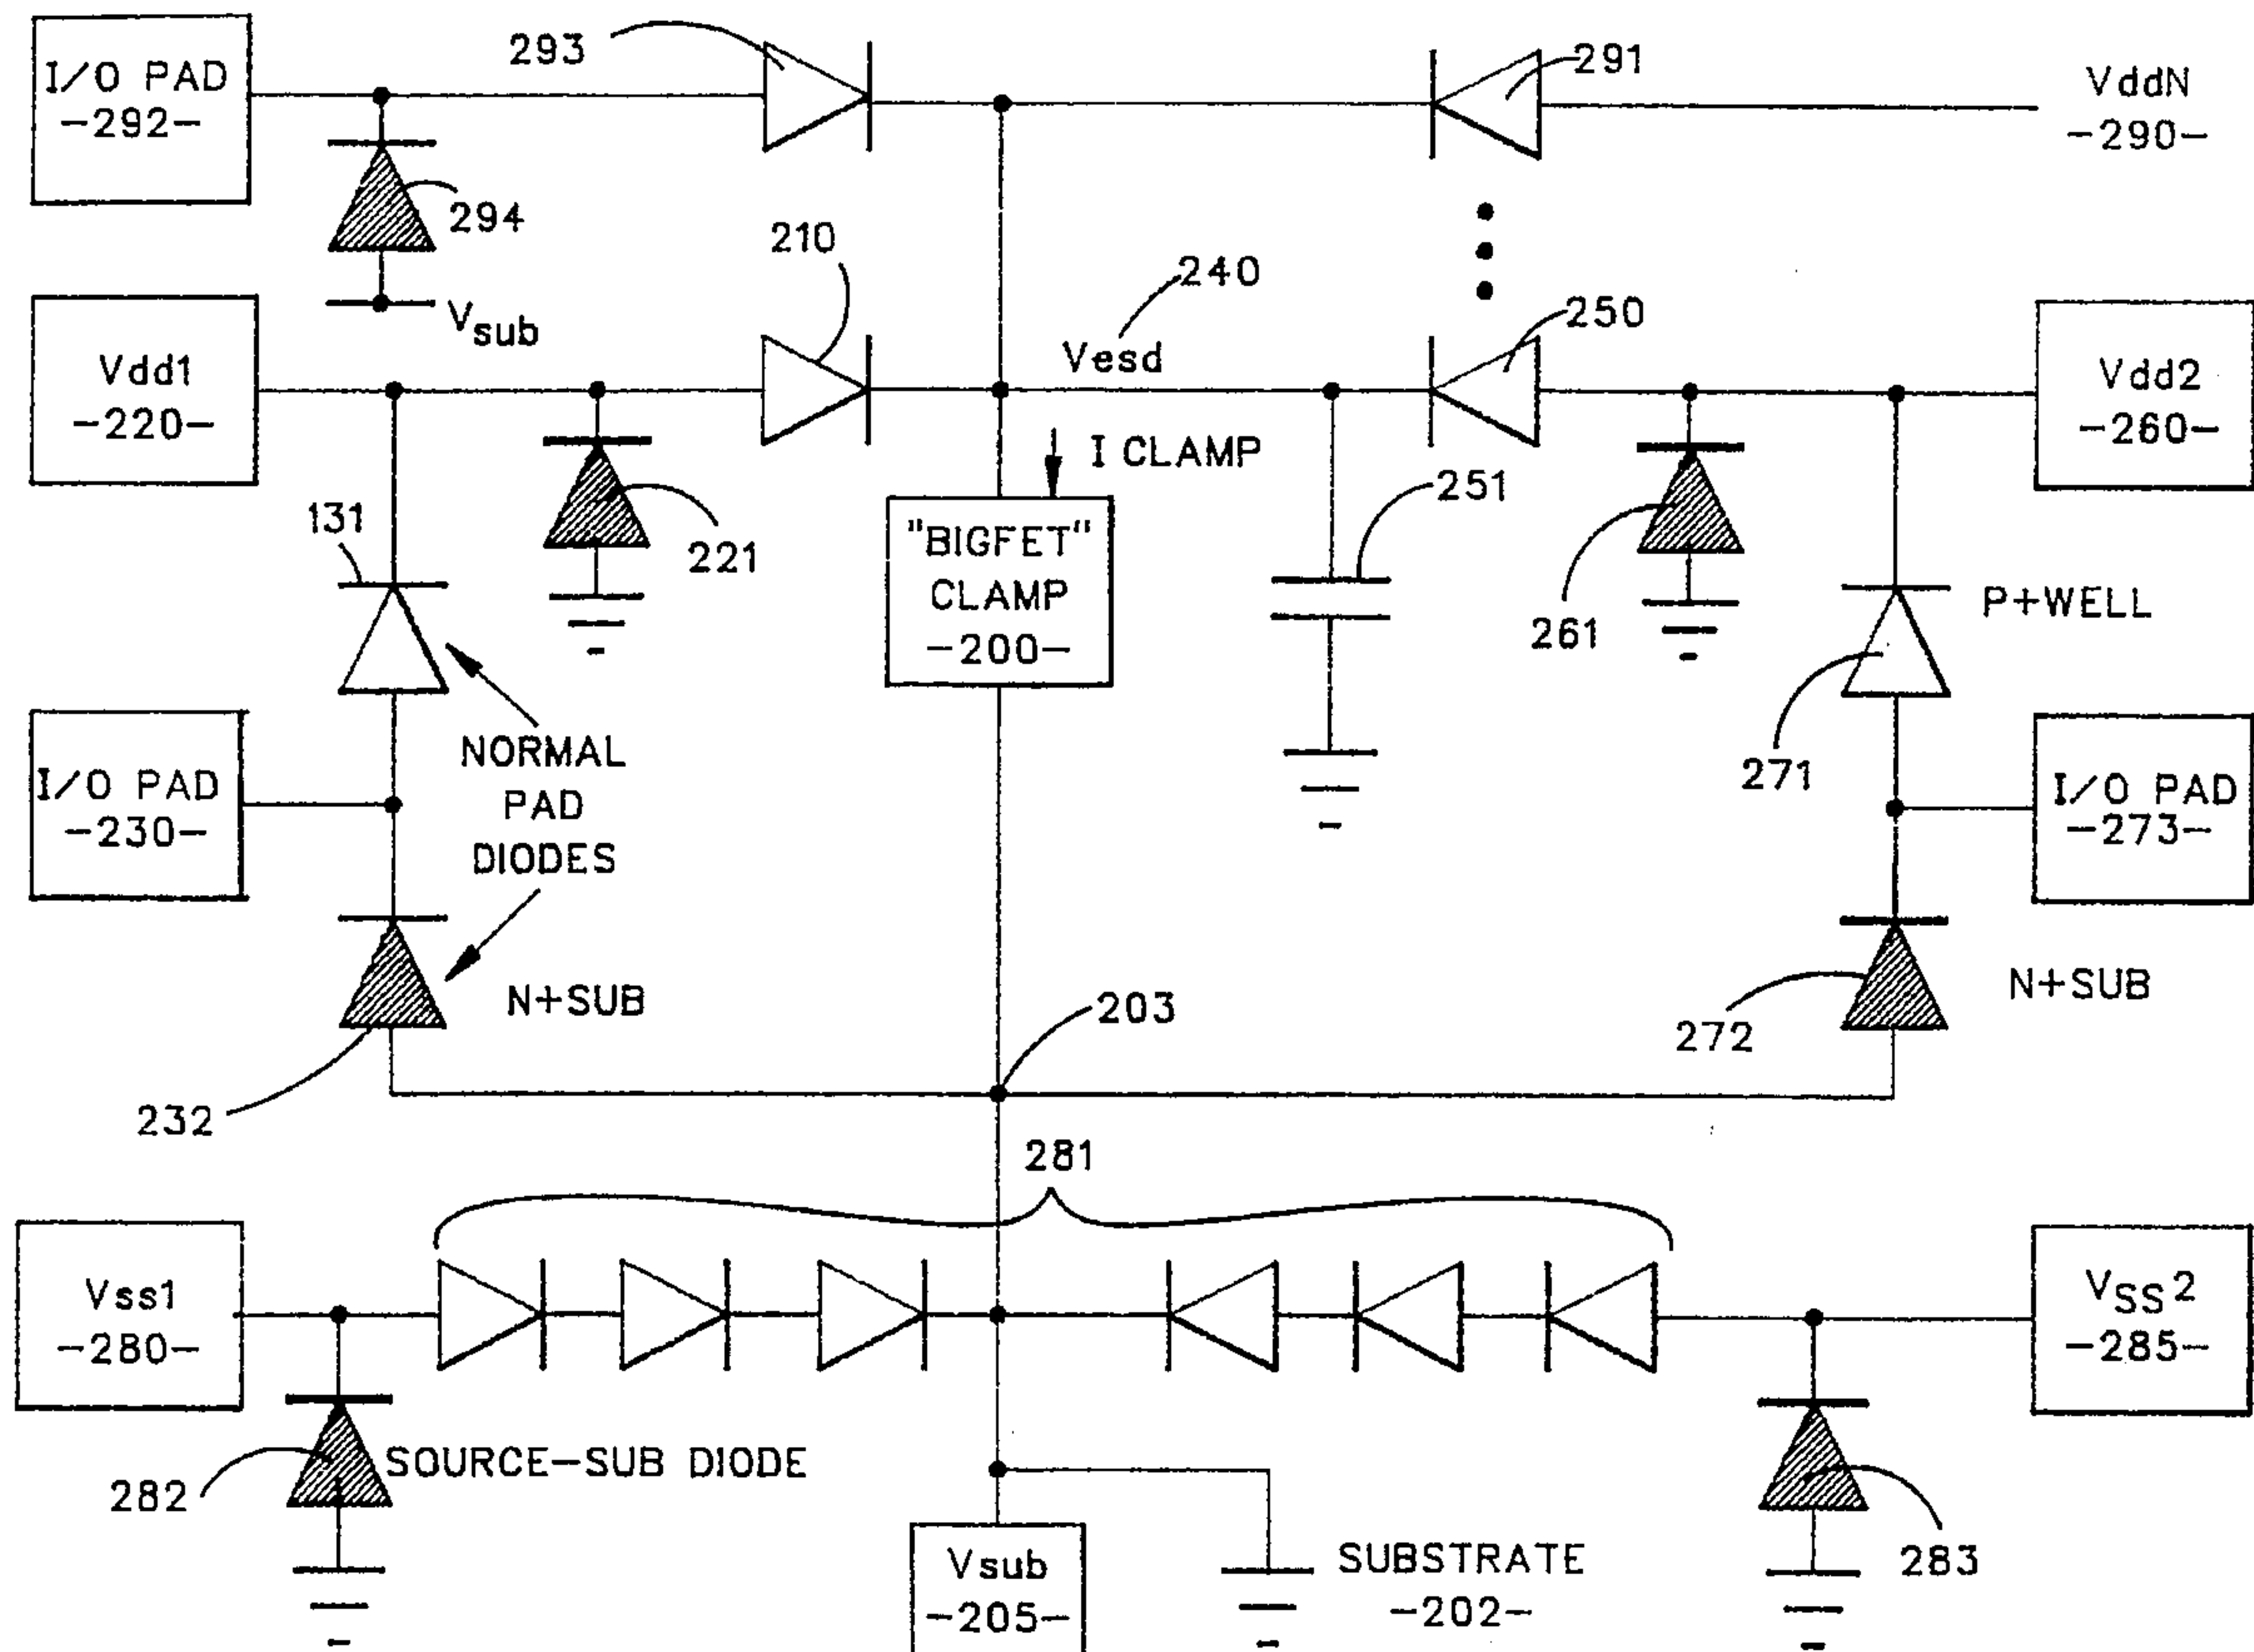 I/O PAD
-292-
293
291
VddN
-290-
294
Vsub
210
240
Vesd
250
Vdd1
-220-
Vdd2
-260-
I CLAMP
251
131
221
"BIGFET"
CLAMP
-200-
261
P+WELL
271
I/O PAD
-230-
NORMAL
PAD
DIODES
I/O PAD
-273-
N+SUB
203
272
N+SUB
232
281
Vss1
-280-
VSS2
-285-
SOURCE-SUB DIODE
282
Vsub
-205-
SUBSTRATE
-202-
283